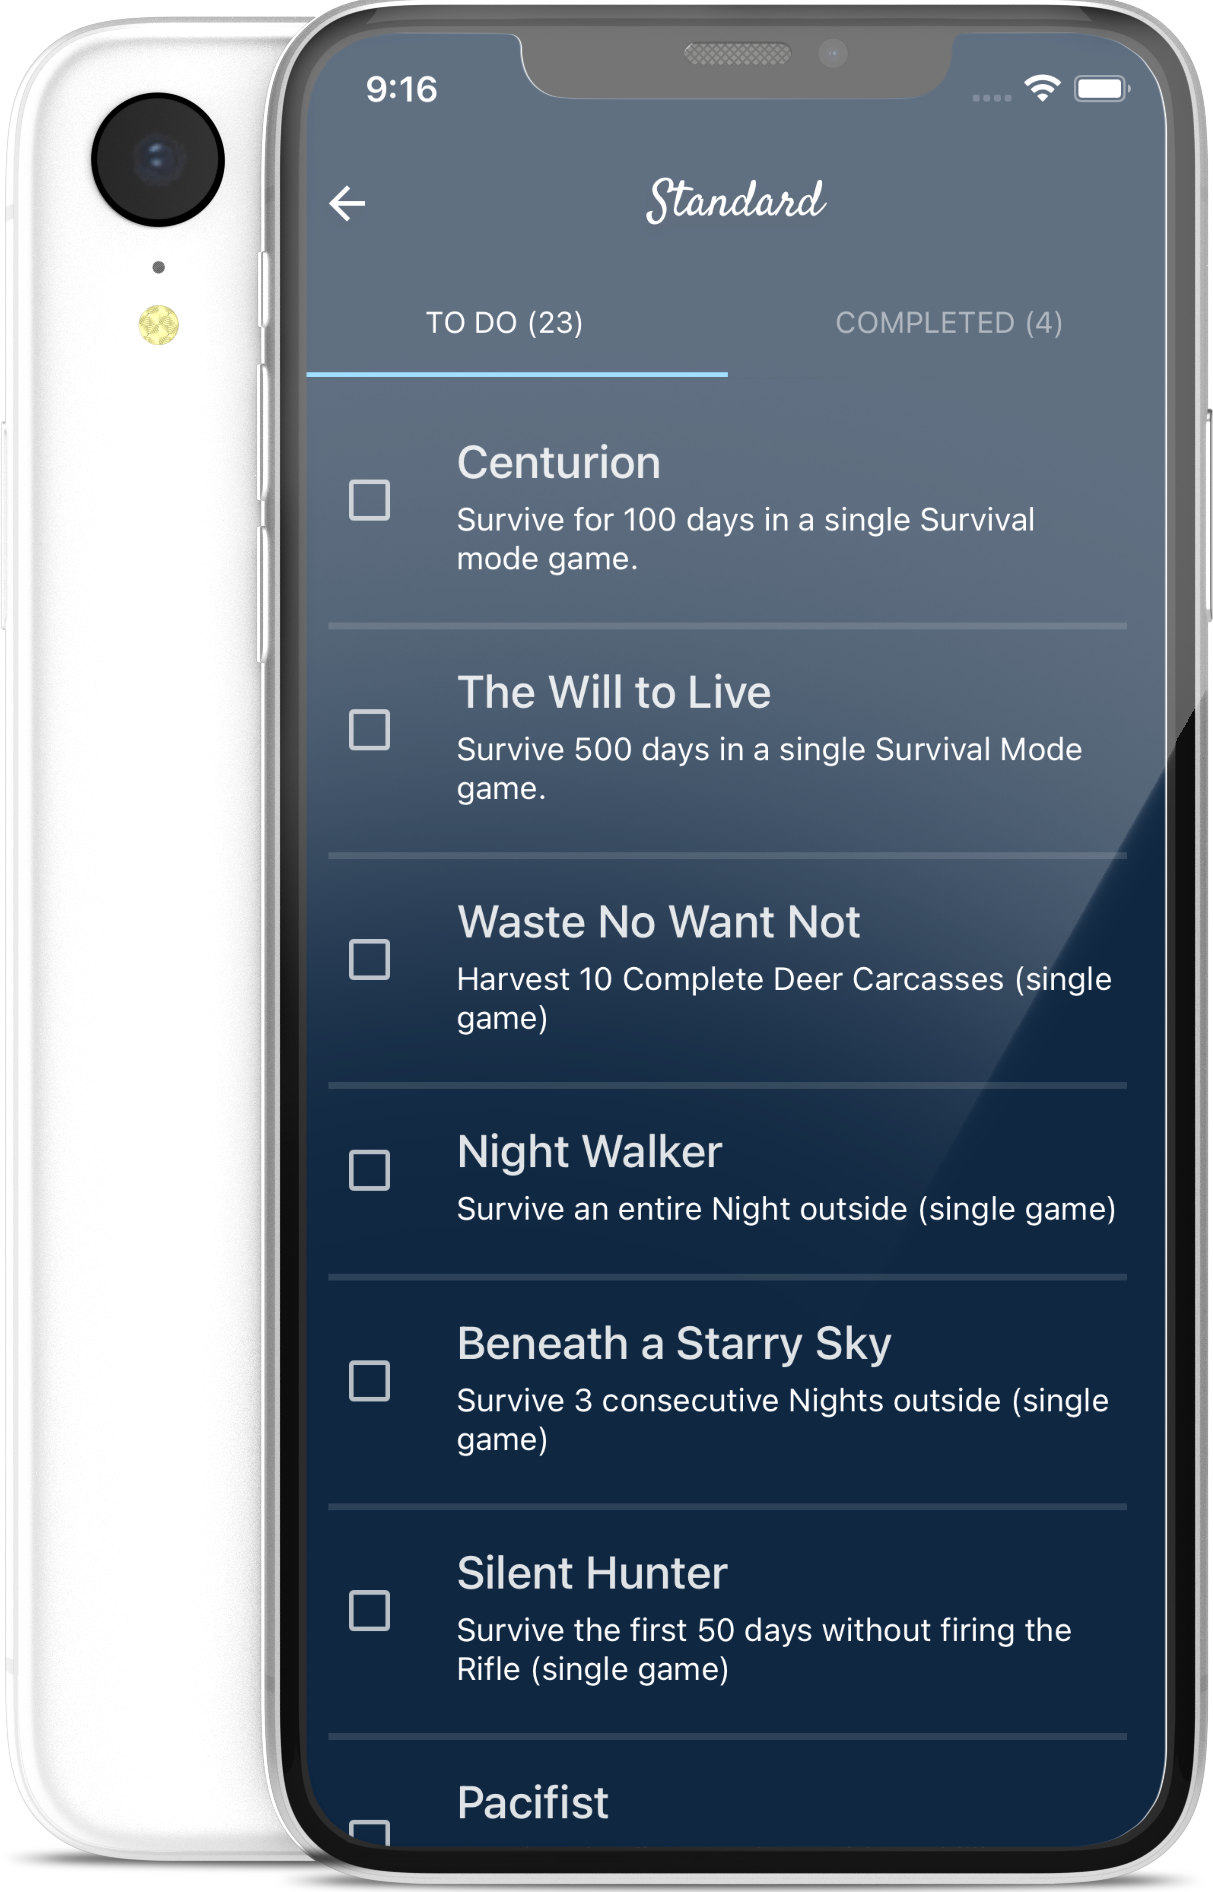 9:16
Standard
TO DO (23)
COMPLETED (4)
Centurion
Survive for 100 days in a single Survival
mode game.
The Will to Live
Survive 500 days in a single Survival Mode
game.
Waste No Want Not
Harvest 10 Complete Deer Carcasses (single
game)
Night Walker
Survive an entire Night outside (single game)
Beneath a Starry Sky
Survive 3 consecutive Nights outside (single
game)
Silent Hunter
Survive the first 50 days without firing the
Rifle (single game)
Pacifist